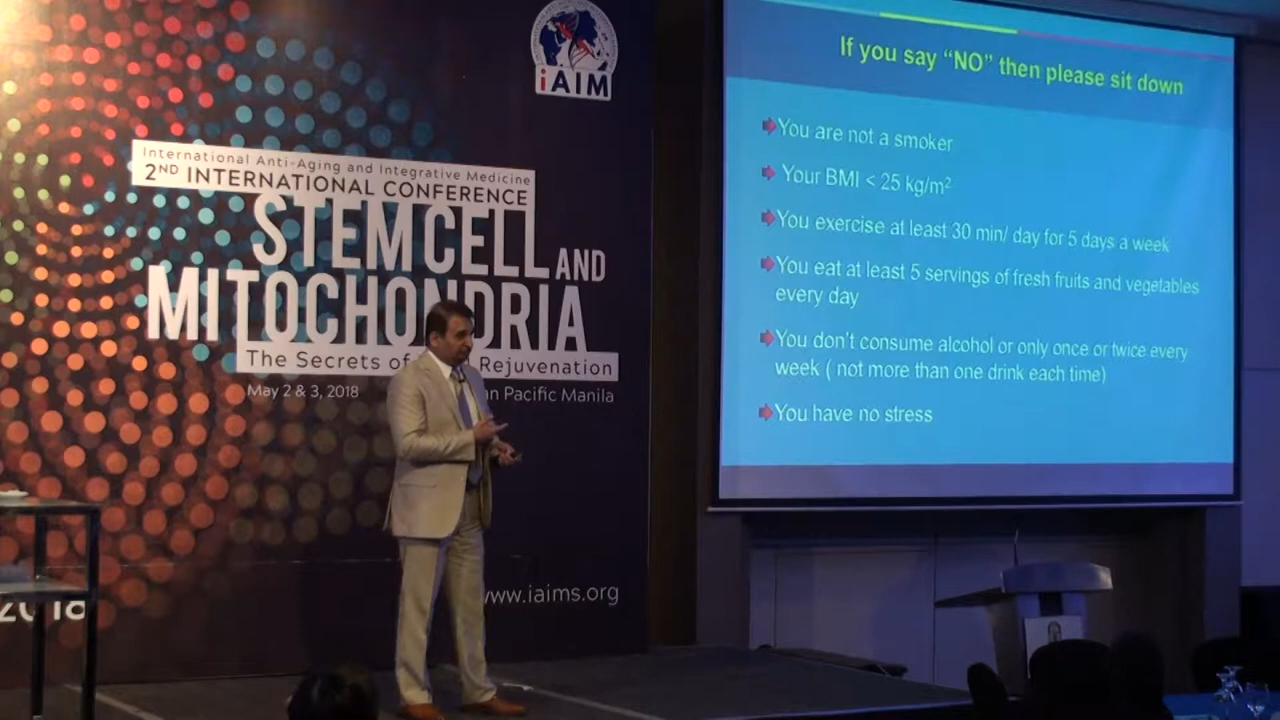 iAIM
International Anti-Aging and Integrative Medicine
2ND INTERNATIONAL CONFERENCE
STEM CELL AND
MITOCHONDRIA
The Secrets of Rejuvenation
May 2 & 3, 2018 Pacific Manila
www.iaims.org
2018
If you say “NO” then please sit down
You are not a smoker
Your BMI < 25 kg/m²
You exercise at least 30 min/ day for 5 days a week
You eat at least 5 servings of fresh fruits and vegetables
every day
You don't consume alcohol or only once or twice every
week ( not more than one drink each time)
You have no stress